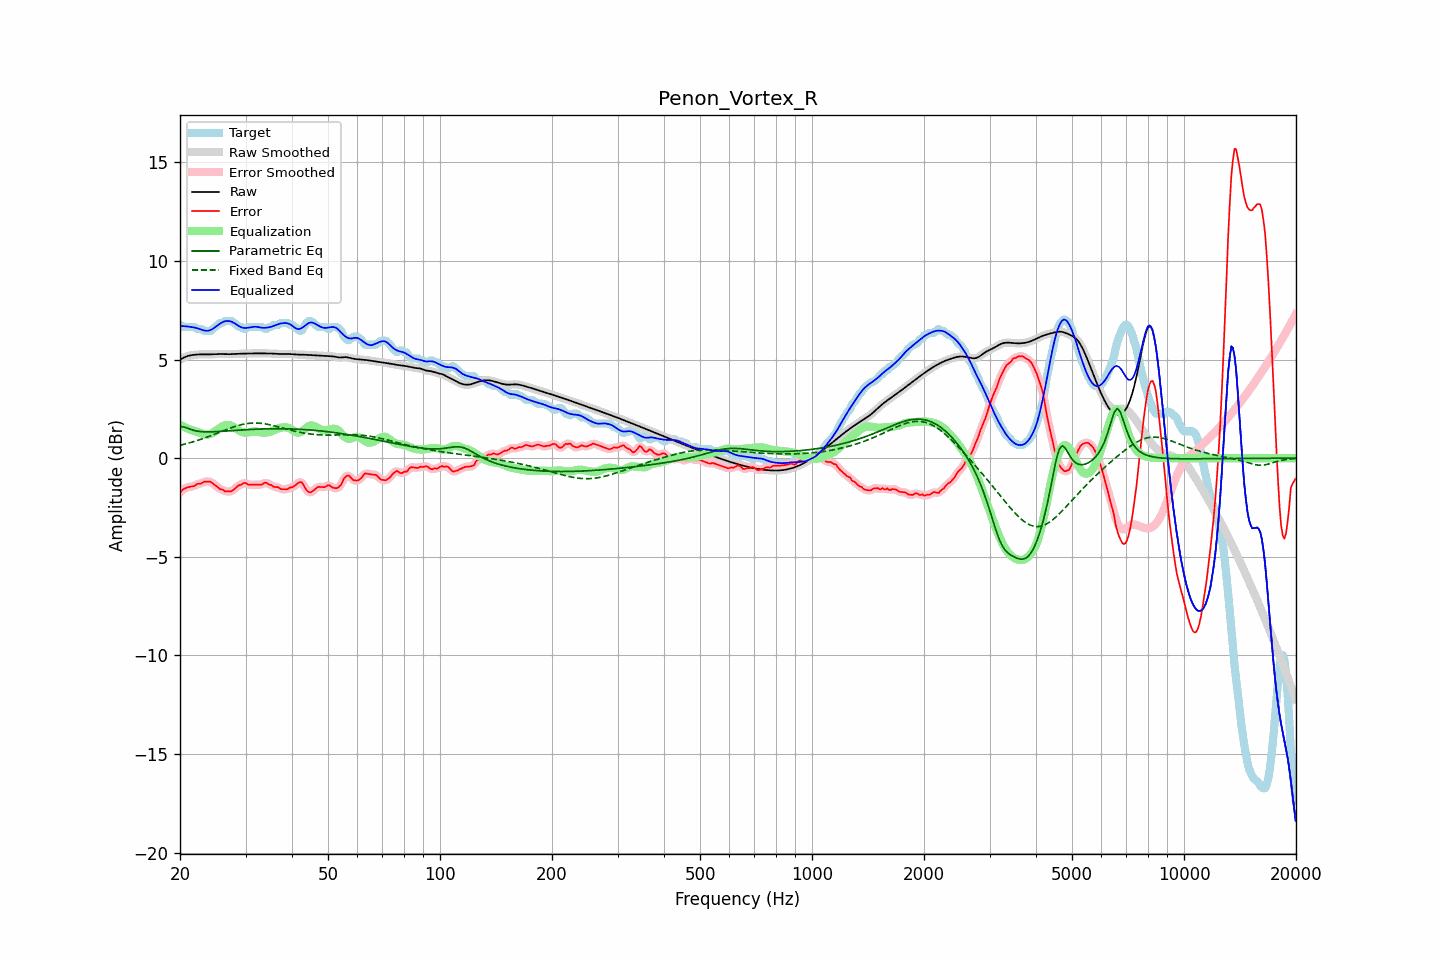 Penon_Vortex_R
Target
Raw Smoothed
Error Smoothed
Raw
Error
Equalization
Parametric Eq
Fixed Band Eq
Equalized
Amplitude (dBr)
15
10
5
0
−5
−10
−15
−20
20 50 100 200 500 1000 2000 5000 10000 20000
Frequency (Hz)